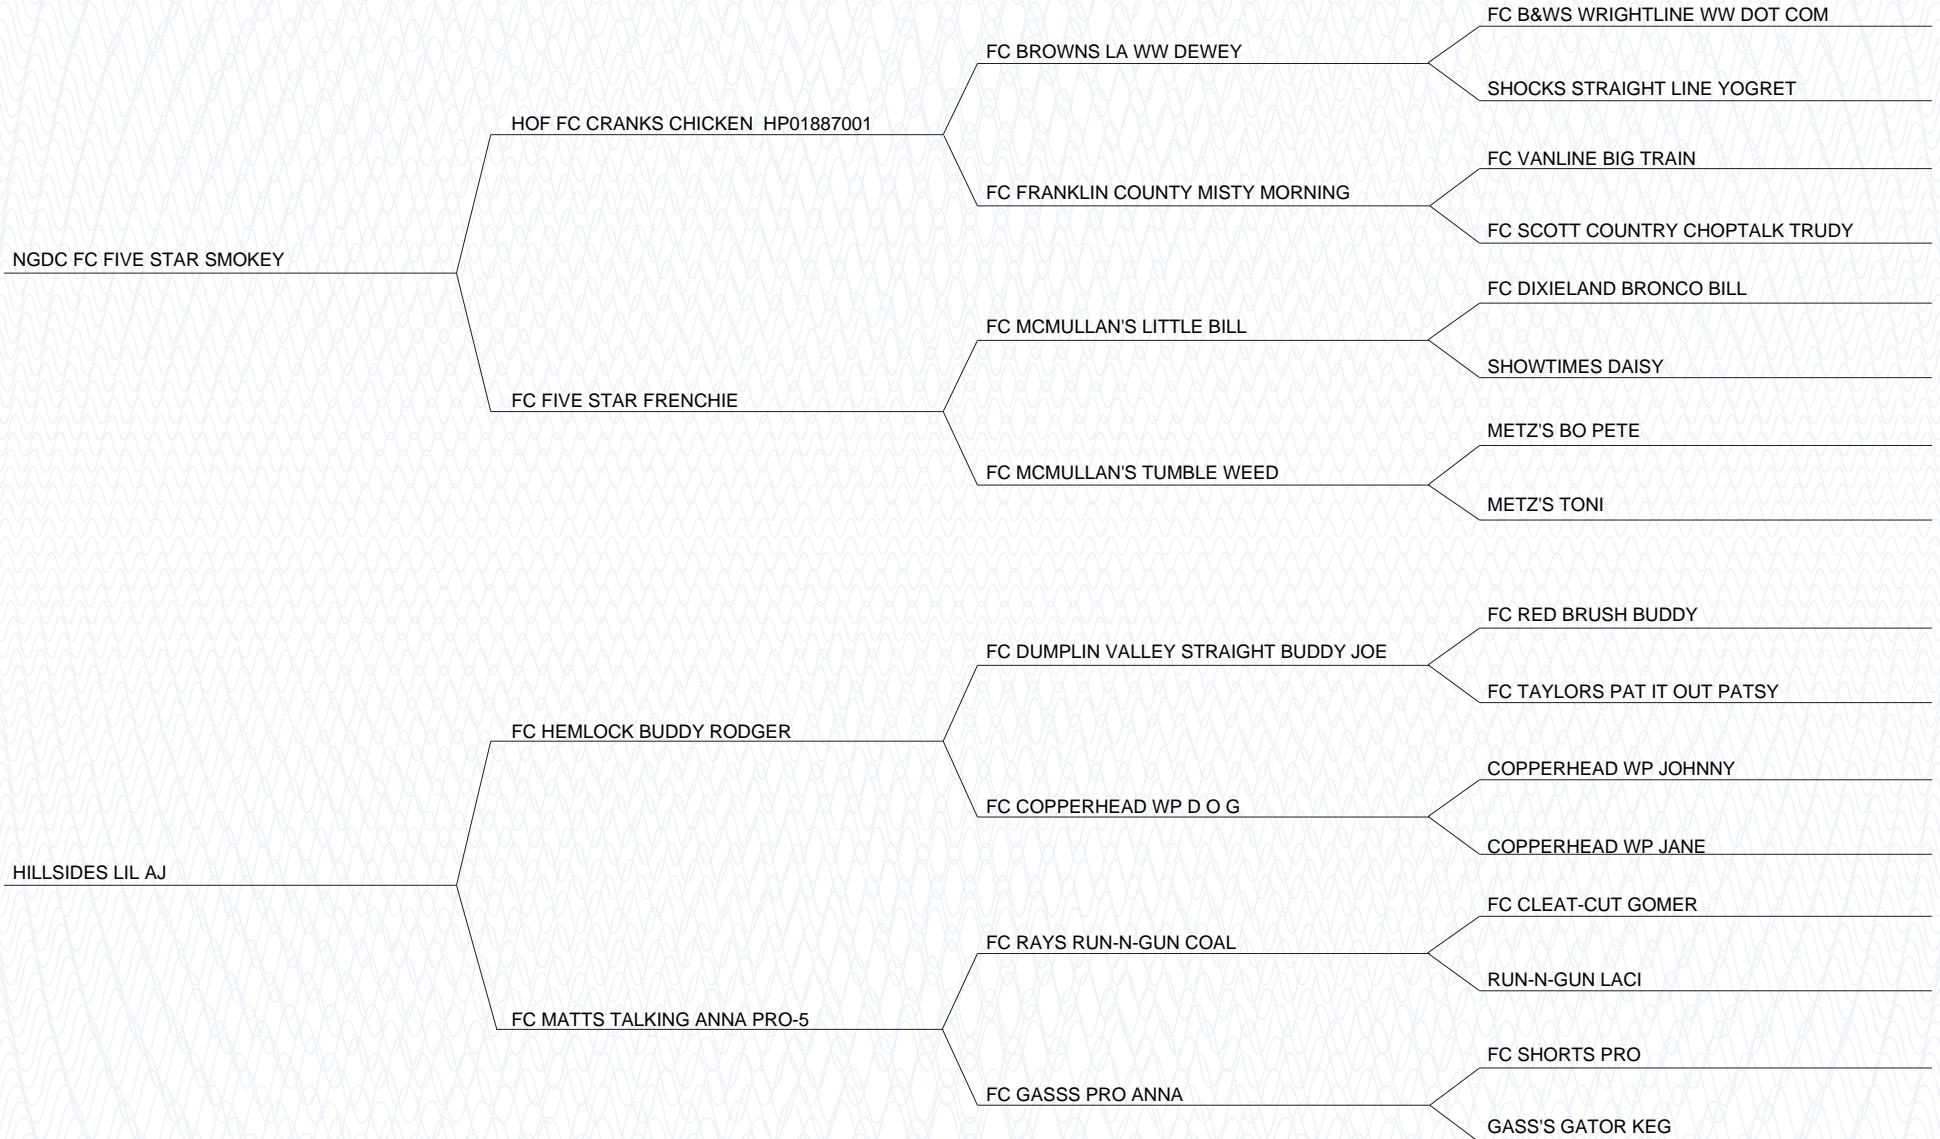 FC B&WS WRIGHTLINE WW DOT COM
FC BROWNS LA WW DEWEY
SHOCKS STRAIGHT LINE YOGRET
HOF FC CRANKS CHICKEN  HP01887001
FC VANLINE BIG TRAIN
FC FRANKLIN COUNTY MISTY MORNING
FC SCOTT COUNTRY CHOPTALK TRUDY
NGDC FC FIVE STAR SMOKEY
FC DIXIELAND BRONCO BILL
FC MCMULLAN'S LITTLE BILL
SHOWTIMES DAISY
FC FIVE STAR FRENCHIE
METZ'S BO PETE
FC MCMULLAN'S TUMBLE WEED
METZ'S TONI
FC RED BRUSH BUDDY
FC DUMPLIN VALLEY STRAIGHT BUDDY JOE
FC TAYLORS PAT IT OUT PATSY
FC HEMLOCK BUDDY RODGER
COPPERHEAD WP JOHNNY
FC COPPERHEAD WP D O G
COPPERHEAD WP JANE
HILLSIDES LIL AJ
FC CLEAT-CUT GOMER
FC RAYS RUN-N-GUN COAL
RUN-N-GUN LACI
FC MATTS TALKING ANNA PRO-5
FC SHORTS PRO
FC GASSS PRO ANNA
GASS'S GATOR KEG